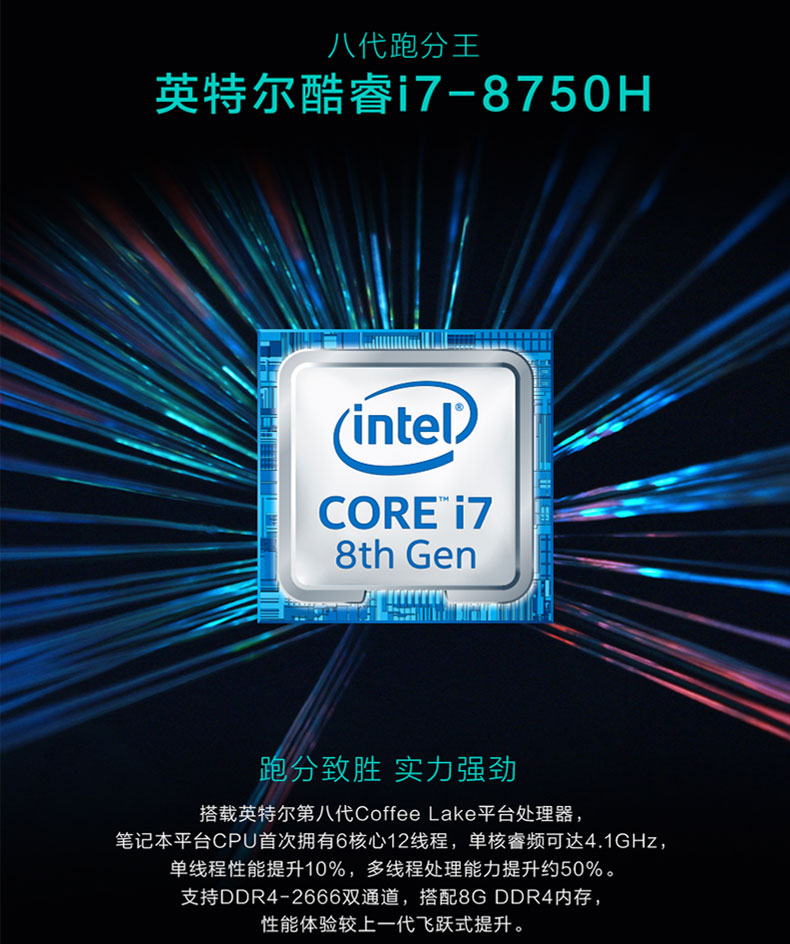 八代跑分王
英特尔酷睿i7-8750H
intel®
CORE™ i7
8th Gen
跑分致胜 实力强劲
搭载英特尔第八代Coffee Lake平台处理器，
笔记本平台CPU首次拥有6核心12线程，单核睿频可达4.1GHz，
单线程性能提升10%，多线程处理能力提升约50%。
支持DDR4-2666双通道，搭配8G DDR4内存，
性能体验较上一代飞跃式提升。